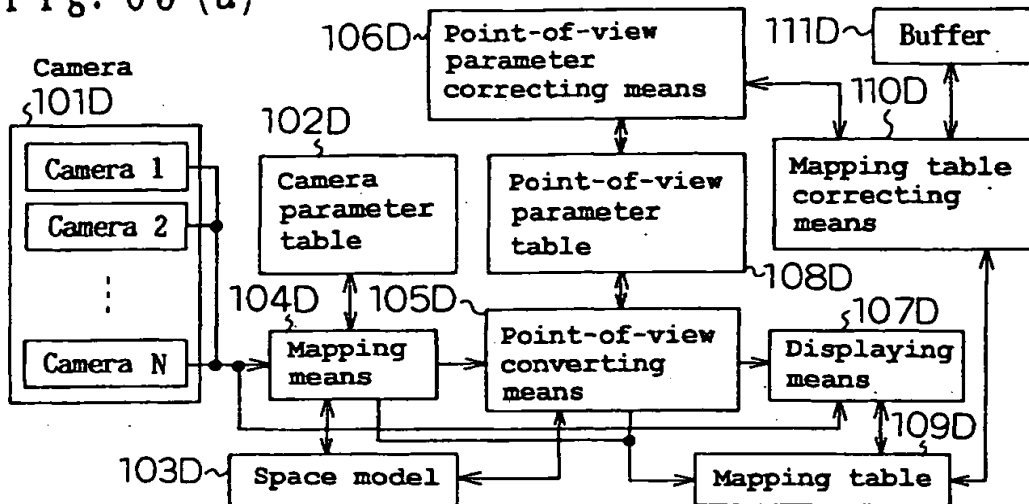 106D
Point-of-view
parameter
correcting means
111D
Buffer
Camera
101D
Camera 1
Camera 2
Camera N
102D
Camera
parameter
table
Point-of-view
parameter
table
108D
110D
Mapping table
correcting
means
104D
Mapping
means
105D
Point-of-view
converting
means
107D
Displaying
means
103D
Space model
109D
Mapping table